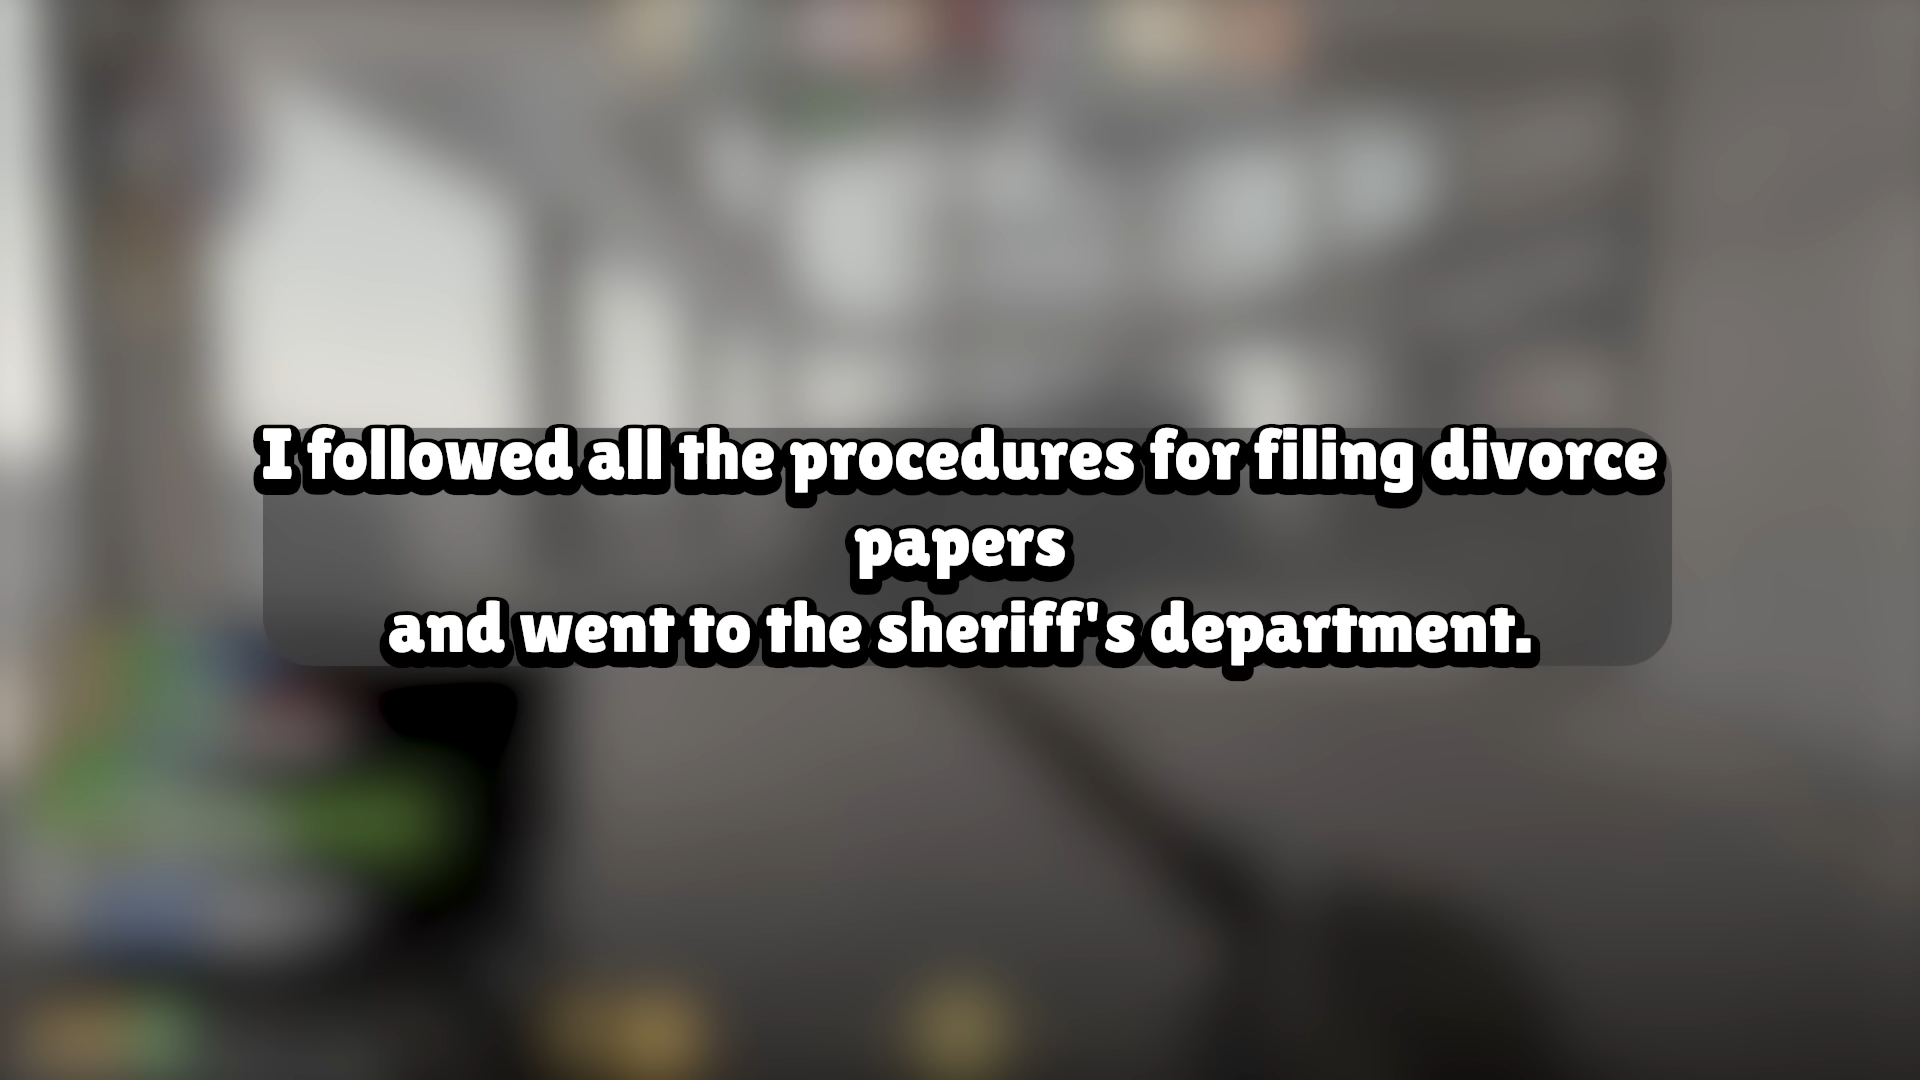 I followed all the procedures for filing divorce
papers
and went to the sheriff's department.